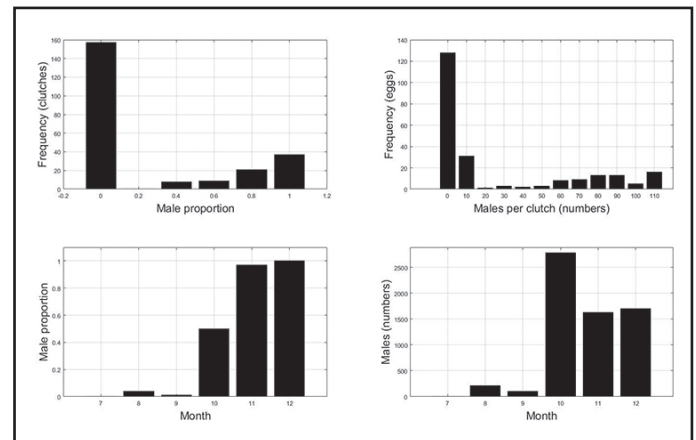 160
140
120
100
80
60
40
20
0
Frequency (clutches)
-0.2 0 0.2 0.4 0.6 0.8 1 1.2
Male proportion
140
120
100
80
60
40
20
0
Frequency (eggs)
0 10 20 30 40 50 60 70 80 90 100 110
Males per clutch (numbers)
1
0.8
0.6
0.4
0.2
0
Male proportion
7 8 9 10 11 12
Month
2500
2000
1500
1000
500
0
Males (numbers)
7 8 9 10 11 12
Month